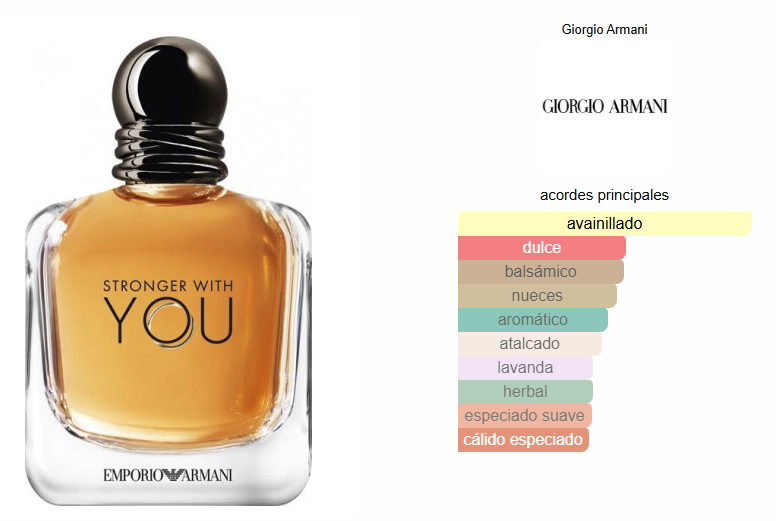 STRONGER WITH
YOU
EMPORIO ARMANI
Giorgio Armani
GIORGIO ARMANI
acordes principales
avainillado
dulce
balsámico
nueces
aromático
atalcado
lavanda
herbal
especiado suave
cálido especiado